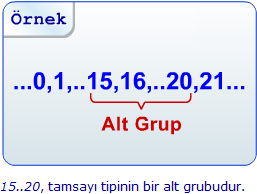 Örnek
...0,1,..15,16,..20,21...
Alt Grup
15..20, tamsayı tipinin bir alt grubudur.